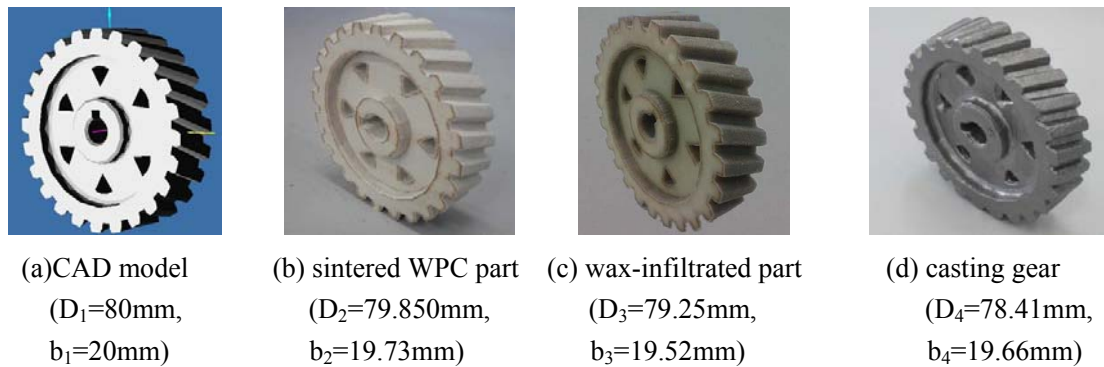 (a)CAD model
(D₁=80mm,
b₁=20mm)
(b) sintered WPC part
(D₂=79.850mm,
b₂=19.73mm)
(c) wax-infiltrated part
(D₃=79.25mm,
b₃=19.52mm)
(d) casting gear
(D₄=78.41mm,
b₄=19.66mm)